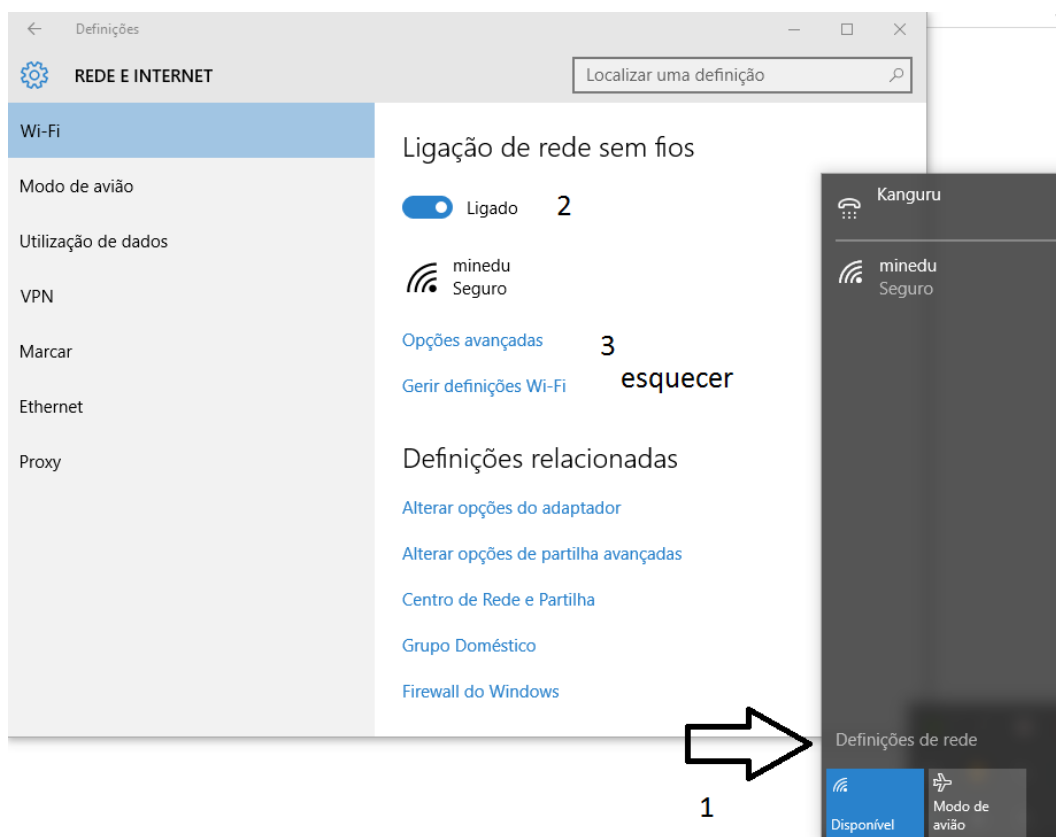 Definições
REDE E INTERNET
Localizar uma definição
Wi-Fi
Modo de avião
Utilização de dados
VPN
Marcar
Ethernet
Proxy
Ligação de rede sem fios
Ligado 2
minedu
Seguro
Opções avançadas 3
Gerir definições Wi-Fi esquecer
Definições relacionadas
Alterar opções do adaptador
Alterar opções de partilha avançadas
Centro de Rede e Partilha
Grupo Doméstico
Firewall do Windows
Kanguru
minedu
Seguro
Definições de rede
1
Disponível
Modo de
avião